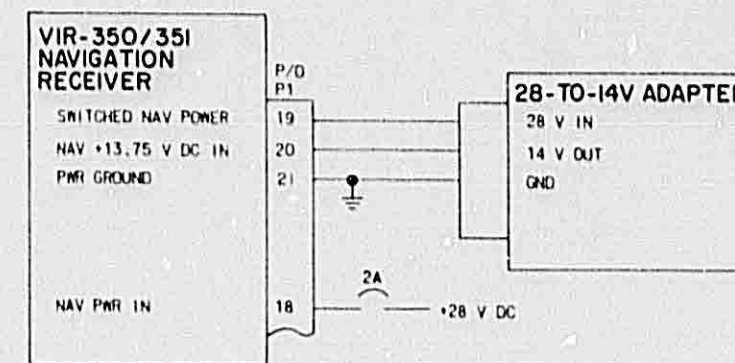 VIR-350/351
NAVIGATION
RECEIVER
P/O
P1
SWITCHED NAV POWER 19
NAV +13.75 V DC IN 20
PWR GROUND 21
NAV PWR IN 18
2A
+28 V DC
28-TO-14V ADAPTER
28 V IN
14 V OUT
GND